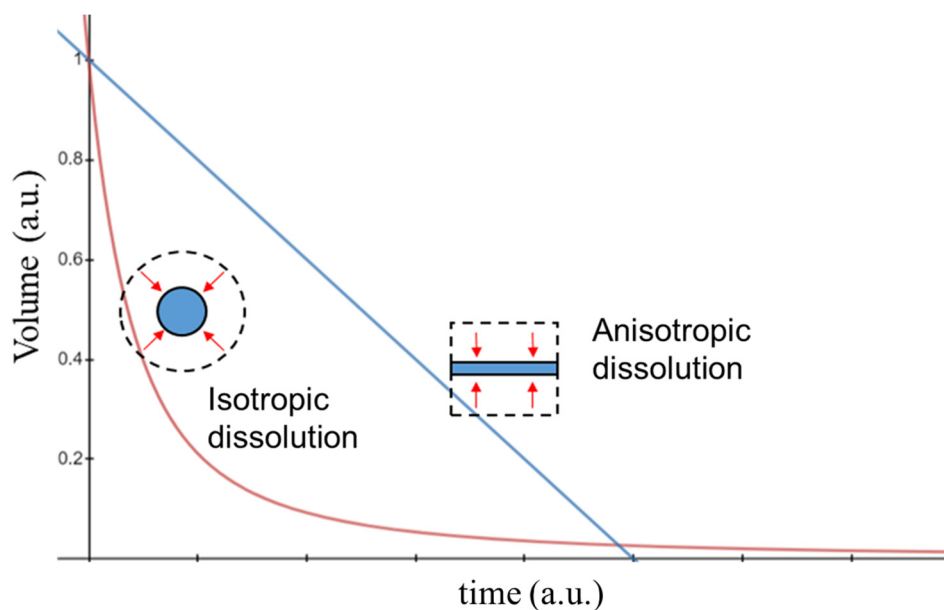 1
0.8
0.6
0.4
0.2
Volume (a.u.)
Isotropic
dissolution
Anisotropic
dissolution
time (a.u.)